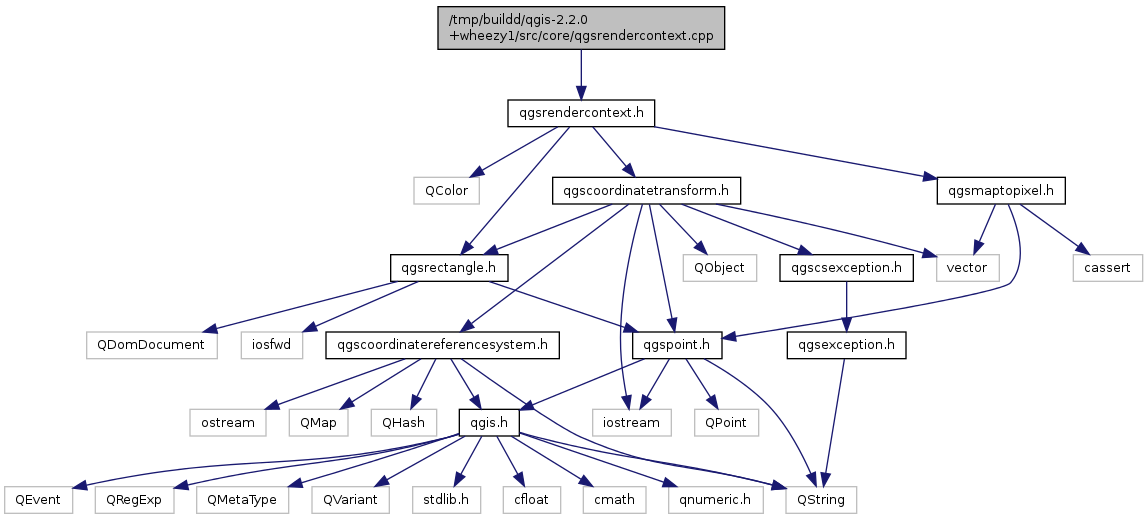 /tmp/buildd/qgis-2.2.0
+wheezy1/src/core/qgsrendercontext.cpp
qgsrendercontext.h
QColor
qgscoordinatetransform.h
qgsmaptopixel.h
qgsrectangle.h
QObject
qgscsexception.h
vector
cassert
QDomDocument
iosfwd
qgscoordinatereferencesystem.h
qgspoint.h
qgsexception.h
ostream
QMap
QHash
qgis.h
iostream
QPoint
QEvent
QRegExp
QMetaType
QVariant
stdlib.h
cfloat
cmath
qnumeric.h
QString